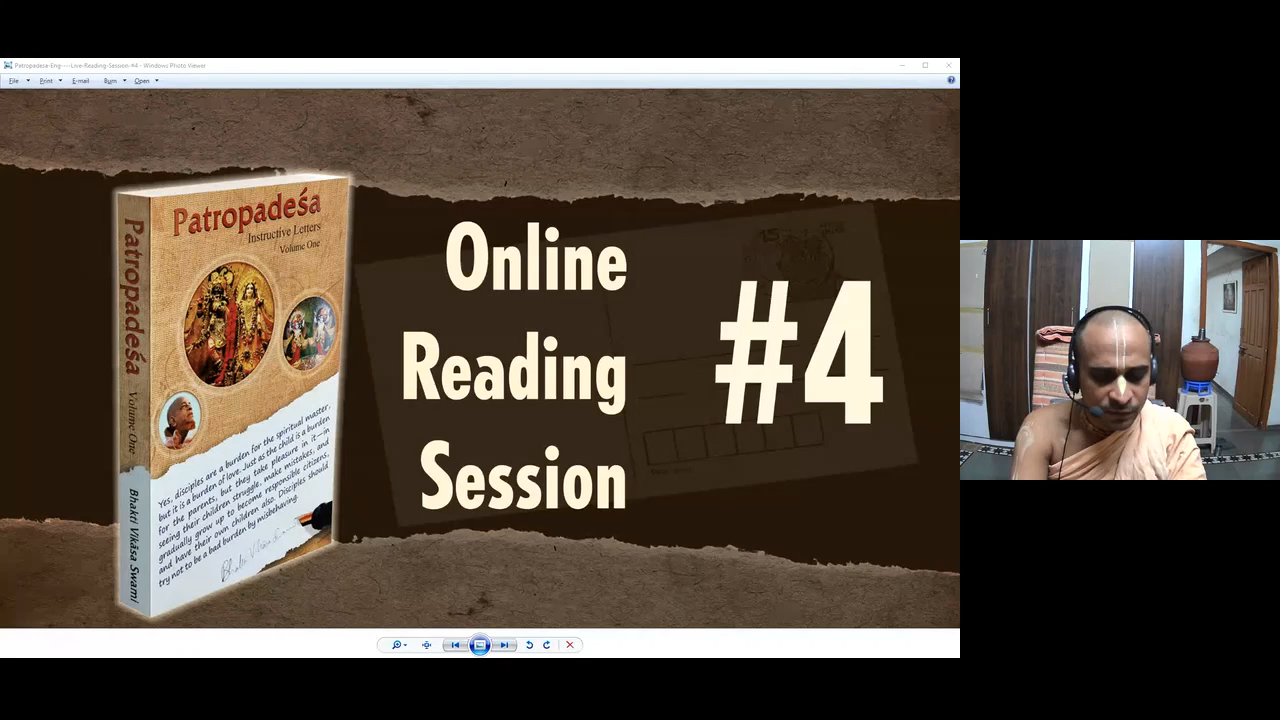 Patropadesa-Eng----Live-Reading-Session-#4 - Windows Photo Viewer
File Print E-mail Burn Open
Patropadeśa
Instructive Letters
Volume One
Patropadeśa
Volume One
Bhakti Vikāsa Swami
Yes, disciples are a burden for the spiritual master,
but it is a burden of love. Just as the child is a burden
for the parents, but they take pleasure in it—in
seeing their children struggle, make mistakes, and
gradually grow up to become responsible citizens,
and have their own children also. Disciples should
try not to be a bad burden by misbehaving.
Online
Reading
Session
#4